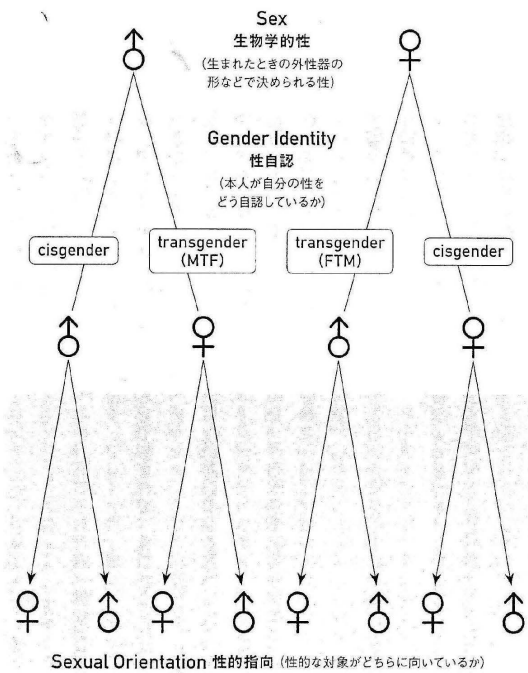 Sex
生物学的性
(生まれたときの外性器の
形などで決められる性)
Gender Identity
性自認
(本人が自分の性を
どう自認しているか)
cisgender
transgender
(MTF)
transgender
(FTM)
cisgender
Sexual Orientation 性的指向 (性的な対象がどちらに向いているか)